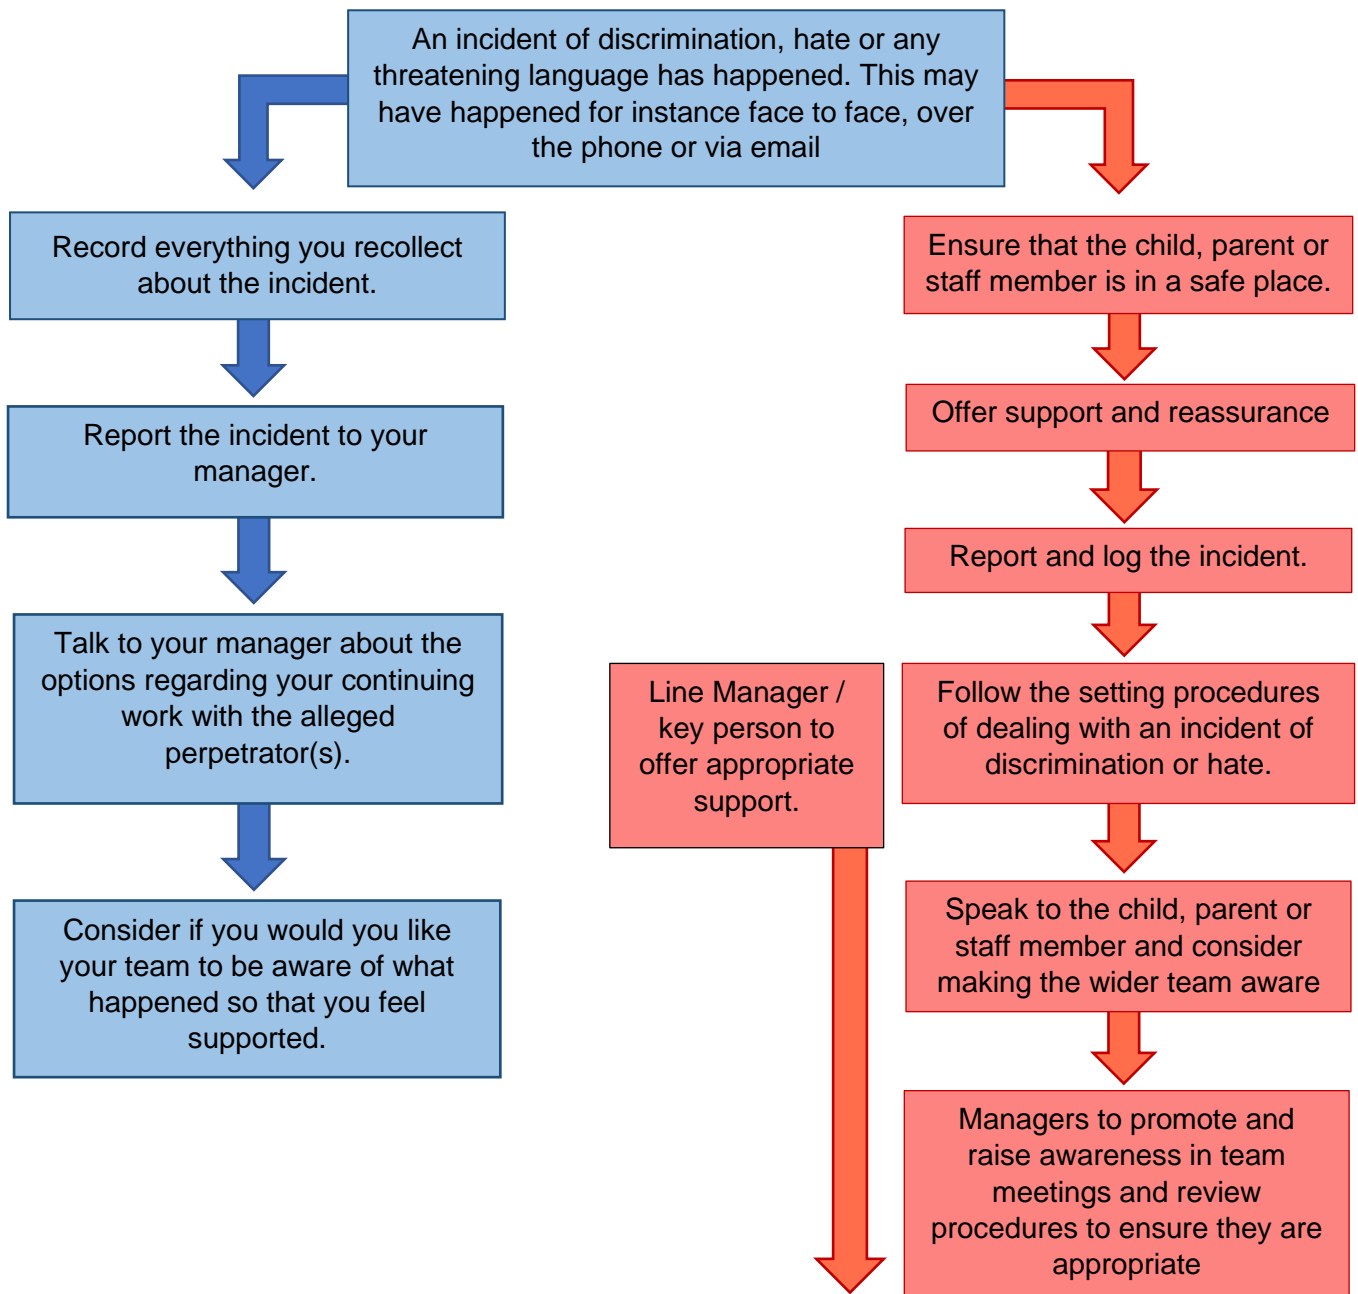 An incident of discrimination, hate or any
threatening language has happened. This may
have happened for instance face to face, over
the phone or via email
Record everything you recollect
about the incident.
Report the incident to your
manager.
Talk to your manager about the
options regarding your continuing
work with the alleged
perpetrator(s).
Consider if you would you like
your team to be aware of what
happened so that you feel
supported.
Ensure that the child, parent or
staff member is in a safe place.
Offer support and reassurance
Report and log the incident.
Line Manager /
key person to
offer appropriate
support.
Follow the setting procedures
of dealing with an incident of
discrimination or hate.
Speak to the child, parent or
staff member and consider
making the wider team aware
Managers to promote and
raise awareness in team
meetings and review
procedures to ensure they are
appropriate